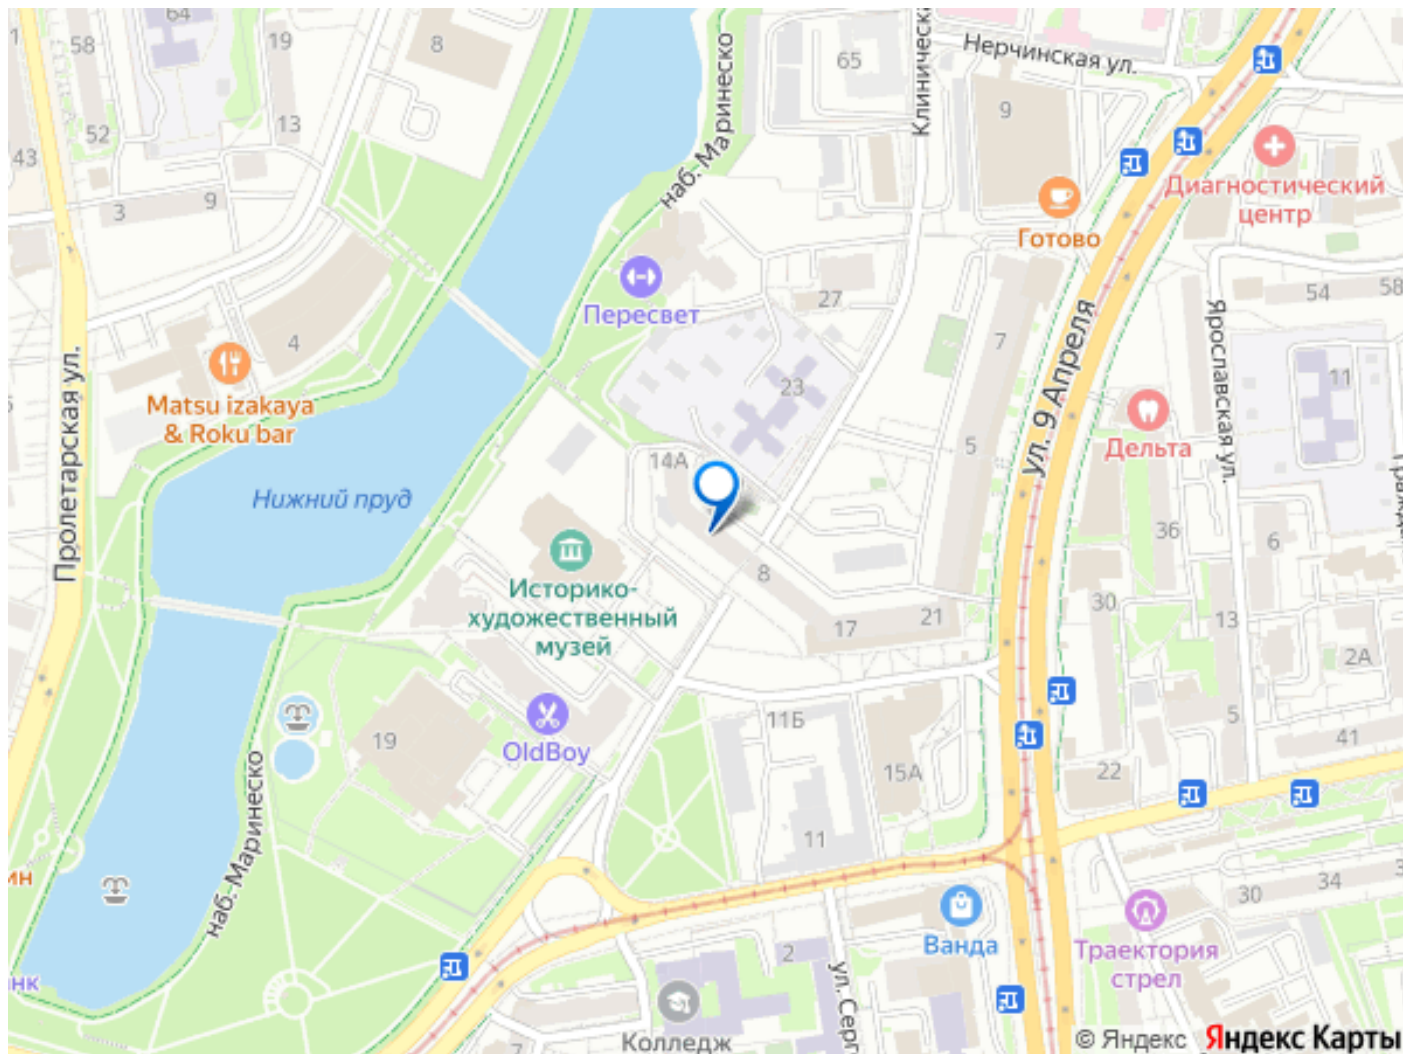 64
1
58
19
8
наб. Маринеско
65
Клиническ
Нерчинская ул.
9
52
13
43
3
9
Диагностический
центр
Готово
Пересвет
27
7
54
58
4
Пролетарская ул.
Matsu izakaya
& Roku bar
23
ул. 9 Апреля
Ярославская ул.
11
Дельта
5
14А
Нижний пруд
36
6
Историко-
художественный
музей
8
17
21
30
13
2А
5
41
19
OldBoy
11Б
15А
22
наб. Маринеско
11
ин
30
34
Ванда
Траектория
стрел
2
ул. Серг
нк
Колледж
7
© Яндекс Яндекс Карты